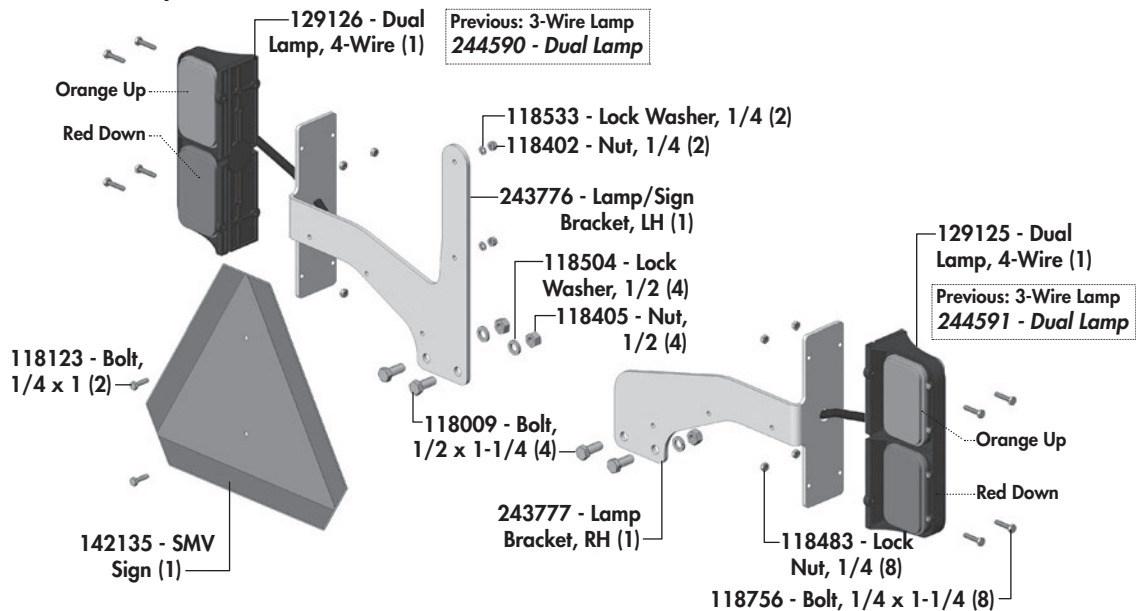 129126 - Dual
Lamp, 4-Wire (1)
Previous: 3-Wire Lamp
244590 - Dual Lamp
Orange Up
Red Down
118533 - Lock Washer, 1/4 (2)
118402 - Nut, 1/4 (2)
243776 - Lamp/Sign
Bracket, LH (1)
118504 - Lock
Washer, 1/2 (4)
118405 - Nut,
1/2 (4)
129125 - Dual
Lamp, 4-Wire (1)
Previous: 3-Wire Lamp
244591 - Dual Lamp
118123 - Bolt,
1/4 x 1 (2)
118009 - Bolt,
1/2 x 1-1/4 (4)
Orange Up
Red Down
142135 - SMV
Sign (1)
243777 - Lamp
Bracket, RH (1)
118483 - Lock
Nut, 1/4 (8)
118756 - Bolt, 1/4 x 1-1/4 (8)